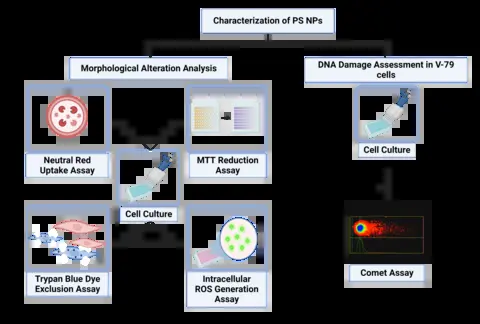 Characterization of PS NPs
Morphological Alteration Analysis
DNA Damage Assessment in V-79
cells
Neutral Red
Uptake Assay
MTT Reduction
Assay
Cell Culture
Cell Culture
Trypan Blue Dye
Exclusion Assay
Intracellular
ROS Generation
Assay
Comet Assay